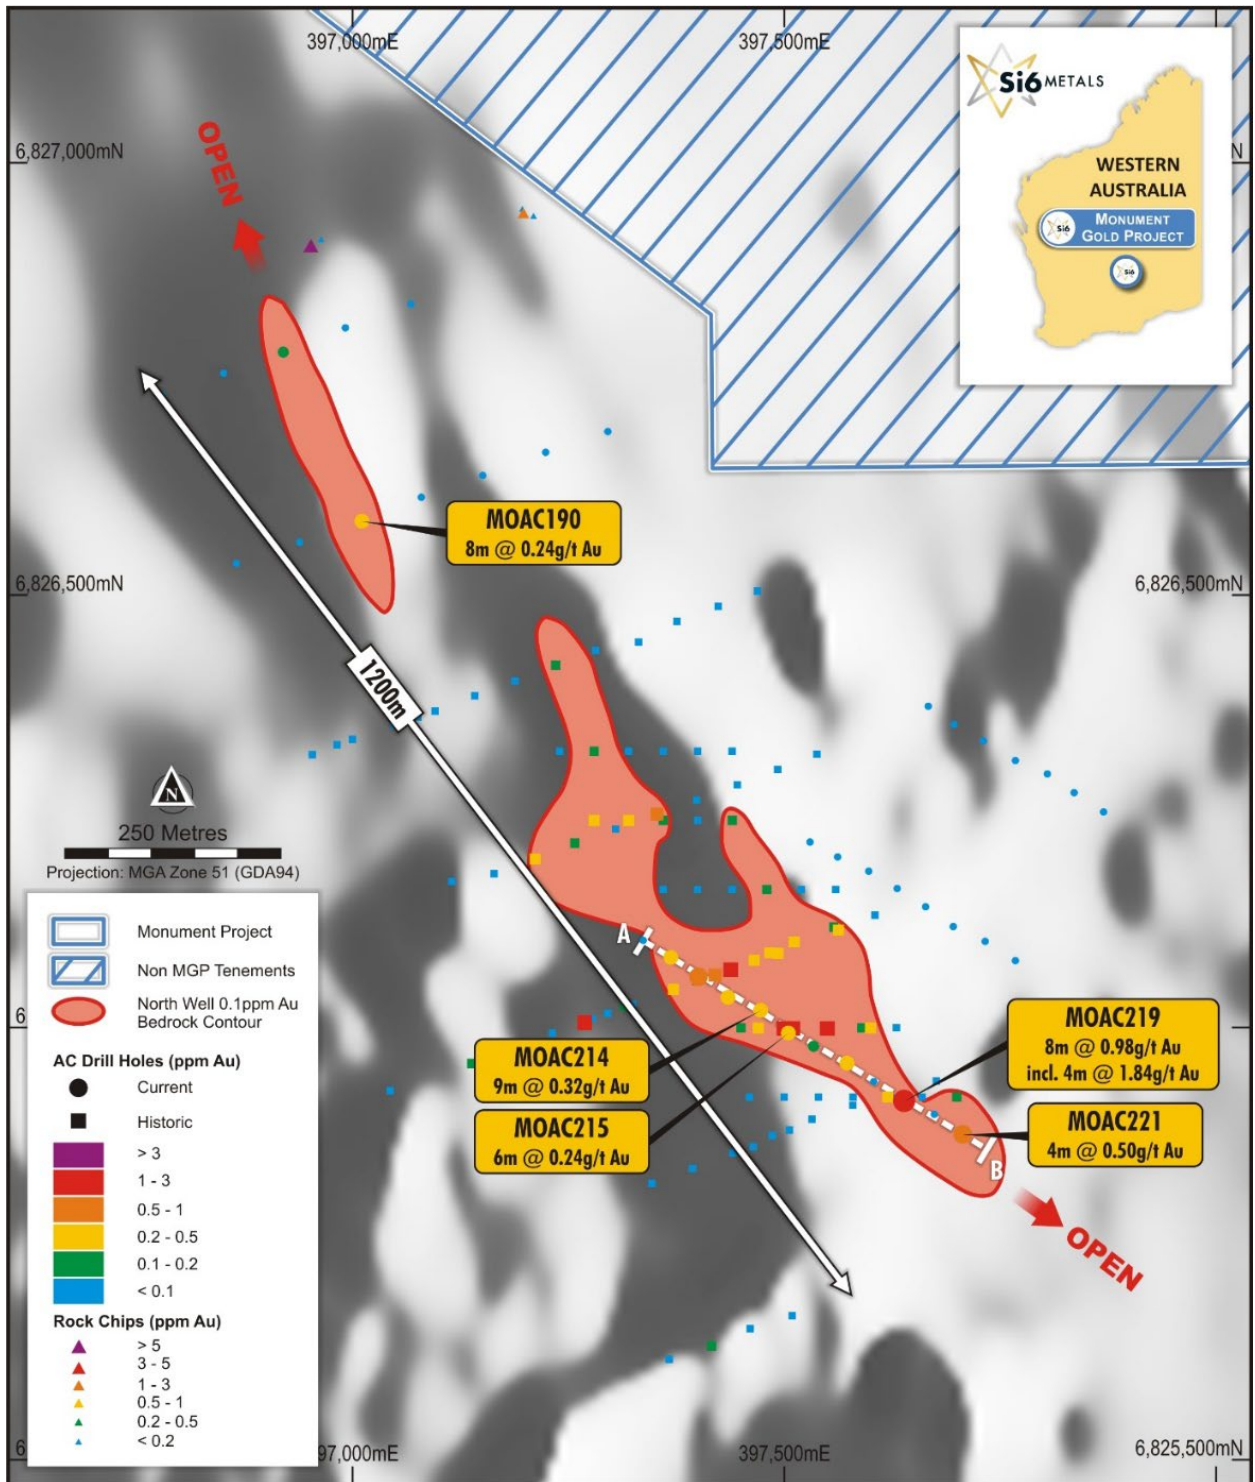 397,000mE
397,500mE
Si6 METALS
6,827,000mN
N
OPEN
WESTERN
AUSTRALIA
Si6
MONUMENT
GOLD PROJECT
Si6
MOAC190
8m @ 0.24g/t Au
6,826,500mN
6,826,500mN
1200m
N
250 Metres
Projection: MGA Zone 51 (GDA94)
A
Monument Project
Non MGP Tenements
North Well 0.1ppm Au
Bedrock Contour
AC Drill Holes (ppm Au)
Current
Historic
> 3
1 - 3
0.5 - 1
0.2 - 0.5
0.1 - 0.2
< 0.1
Rock Chips (ppm Au)
> 5
3 - 5
1 - 3
0.5 - 1
0.2 - 0.5
< 0.2
6
MOAC214
9m @ 0.32g/t Au
MOAC215
6m @ 0.24g/t Au
MOAC219
8m @ 0.98g/t Au
incl. 4m @ 1.84g/t Au
MOAC221
4m @ 0.50g/t Au
B
OPEN
6
97,000mE
397,500mE
6,825,500mN